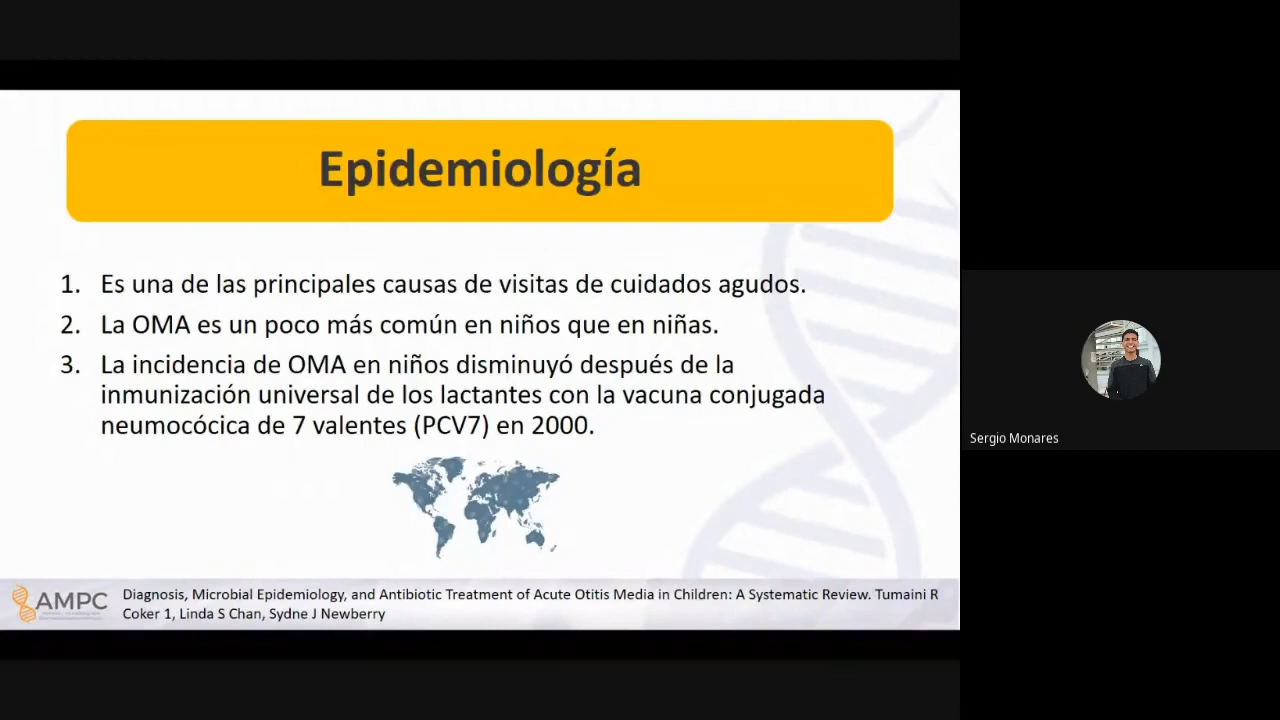 Epidemiología
1. Es una de las principales causas de visitas de cuidados agudos.
2. La OMA es un poco más común en niños que en niñas.
3. La incidencia de OMA en niños disminuyó después de la
inmunización universal de los lactantes con la vacuna conjugada
neumocócica de 7 valentes (PCV7) en 2000.
AMPC
Diagnosis, Microbial Epidemiology, and Antibiotic Treatment of Acute Otitis Media in Children: A Systematic Review. Tumaini R
Coker 1, Linda S Chan, Sydne J Newberry
Sergio Monares